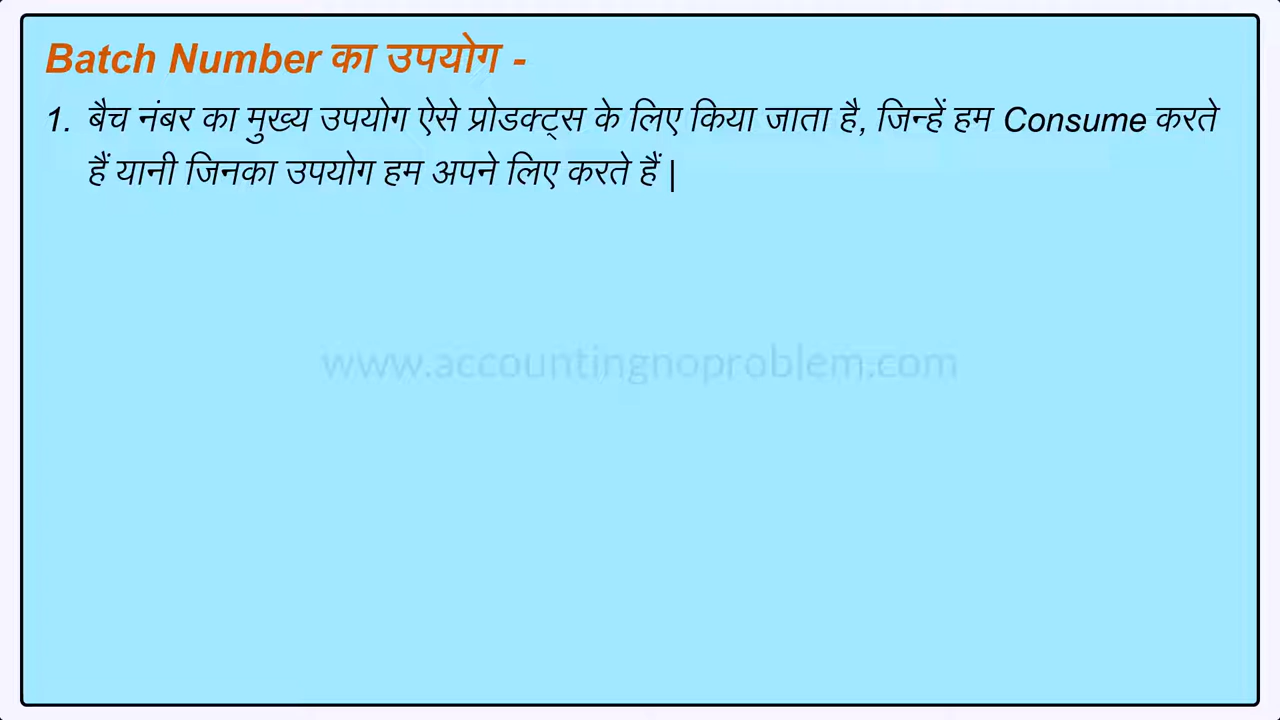 Batch Number का उपयोग -
1. बैच नंबर का मुख्य उपयोग ऐसे प्रोडक्ट्स के लिए किया जाता है, जिन्हें हम Consume करते
हैं यानी जिनका उपयोग हम अपने लिए करते हैं |
www.accountingnoproblem.com